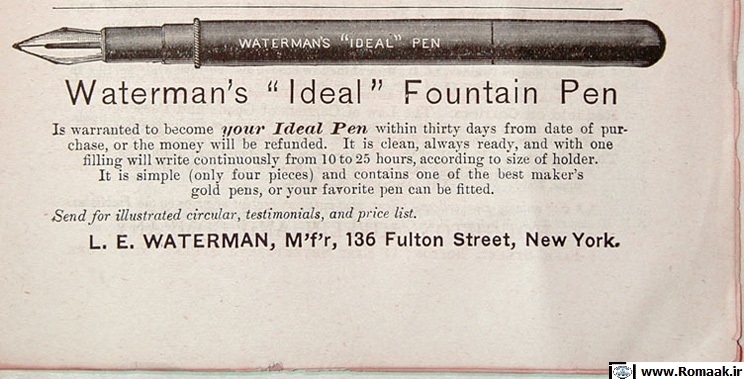 WATERMAN'S "IDEAL" PEN
Waterman's "Ideal" Fountain Pen
Is warranted to become your Ideal Pen within thirty days from date of pur-
chase, or the money will be refunded. It is clean, always ready, and with one
filling will write continuously from 10 to 25 hours, according to size of holder.
It is simple (only four pieces) and contains one of the best maker's
gold pens, or your favorite pen can be fitted.
Send for illustrated circular, testimonials, and price list.
L. E. WATERMAN, M'f'r, 136 Fulton Street, New York.
www.Romaak.ir